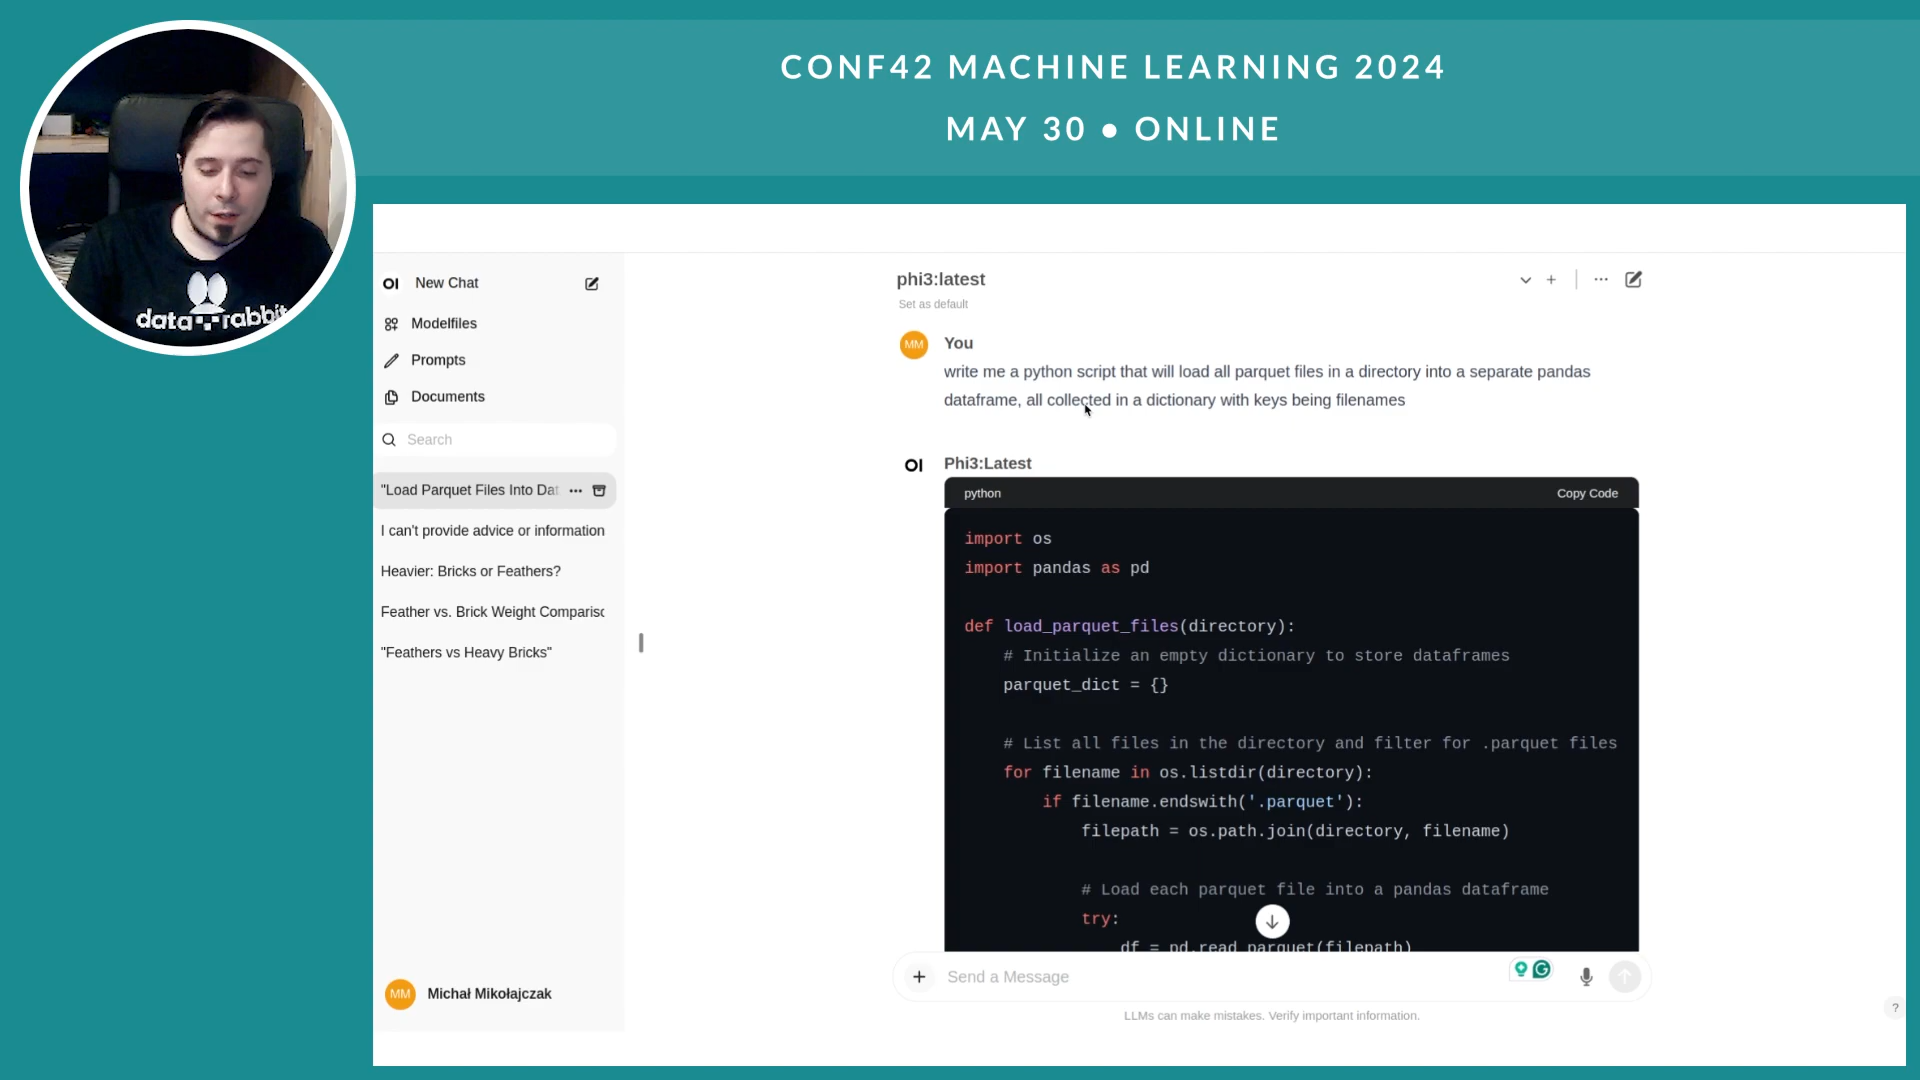 CONF42 MACHINE LEARNING 2024
MAY 30 • ONLINE
data rabbit
OI New Chat
Modelfiles
Prompts
Documents
Search
"Load Parquet Files Into Dat
I can't provide advice or information
Heavier: Bricks or Feathers?
Feather vs. Brick Weight Comparisc
"Feathers vs Heavy Bricks"
MM Michał Mikołajczak
phi3:latest
Set as default
MM You
write me a python script that will load all parquet files in a directory into a separate pandas
dataframe, all collected in a dictionary with keys being filenames
OI Phi3:Latest
python Copy Code
import os
import pandas as pd
def load_parquet_files(directory):
# Initialize an empty dictionary to store dataframes
parquet_dict = {}
# List all files in the directory and filter for .parquet files
for filename in os.listdir(directory):
if filename.endswith('.parquet'):
filepath = os.path.join(directory, filename)
# Load each parquet file into a pandas dataframe
try:
df = pd.read_parquet(filepath)
Send a Message
LLMs can make mistakes. Verify important information.
?